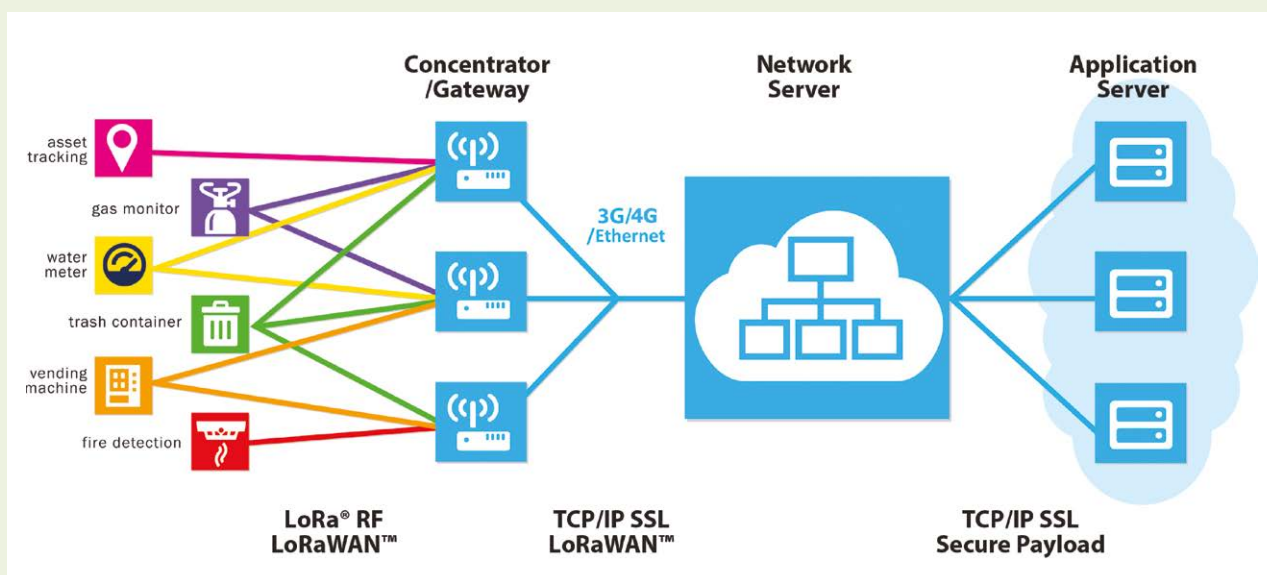 Concentrator
/Gateway
Network
Server
Application
Server
asset
tracking
gas monitor
water
meter
trash container
vending
machine
fire detection
3G/4G
/Ethernet
LoRa® RF
LoRaWAN™
TCP/IP SSL
LoRaWAN™
TCP/IP SSL
Secure Payload